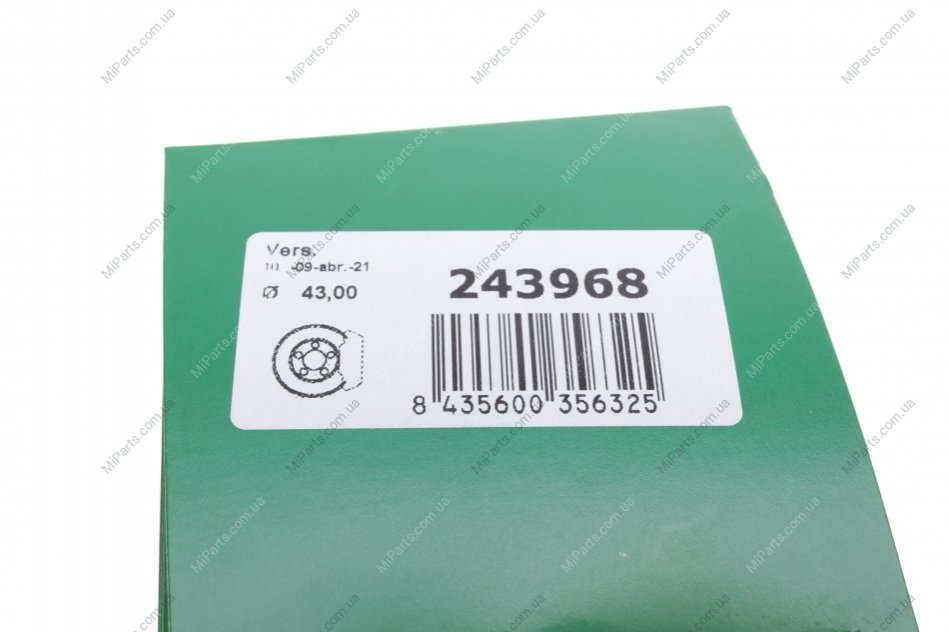 Vers.
-09-abr.-21
Ø 43,00
243968
8 435600 356325
MiParts.com.ua